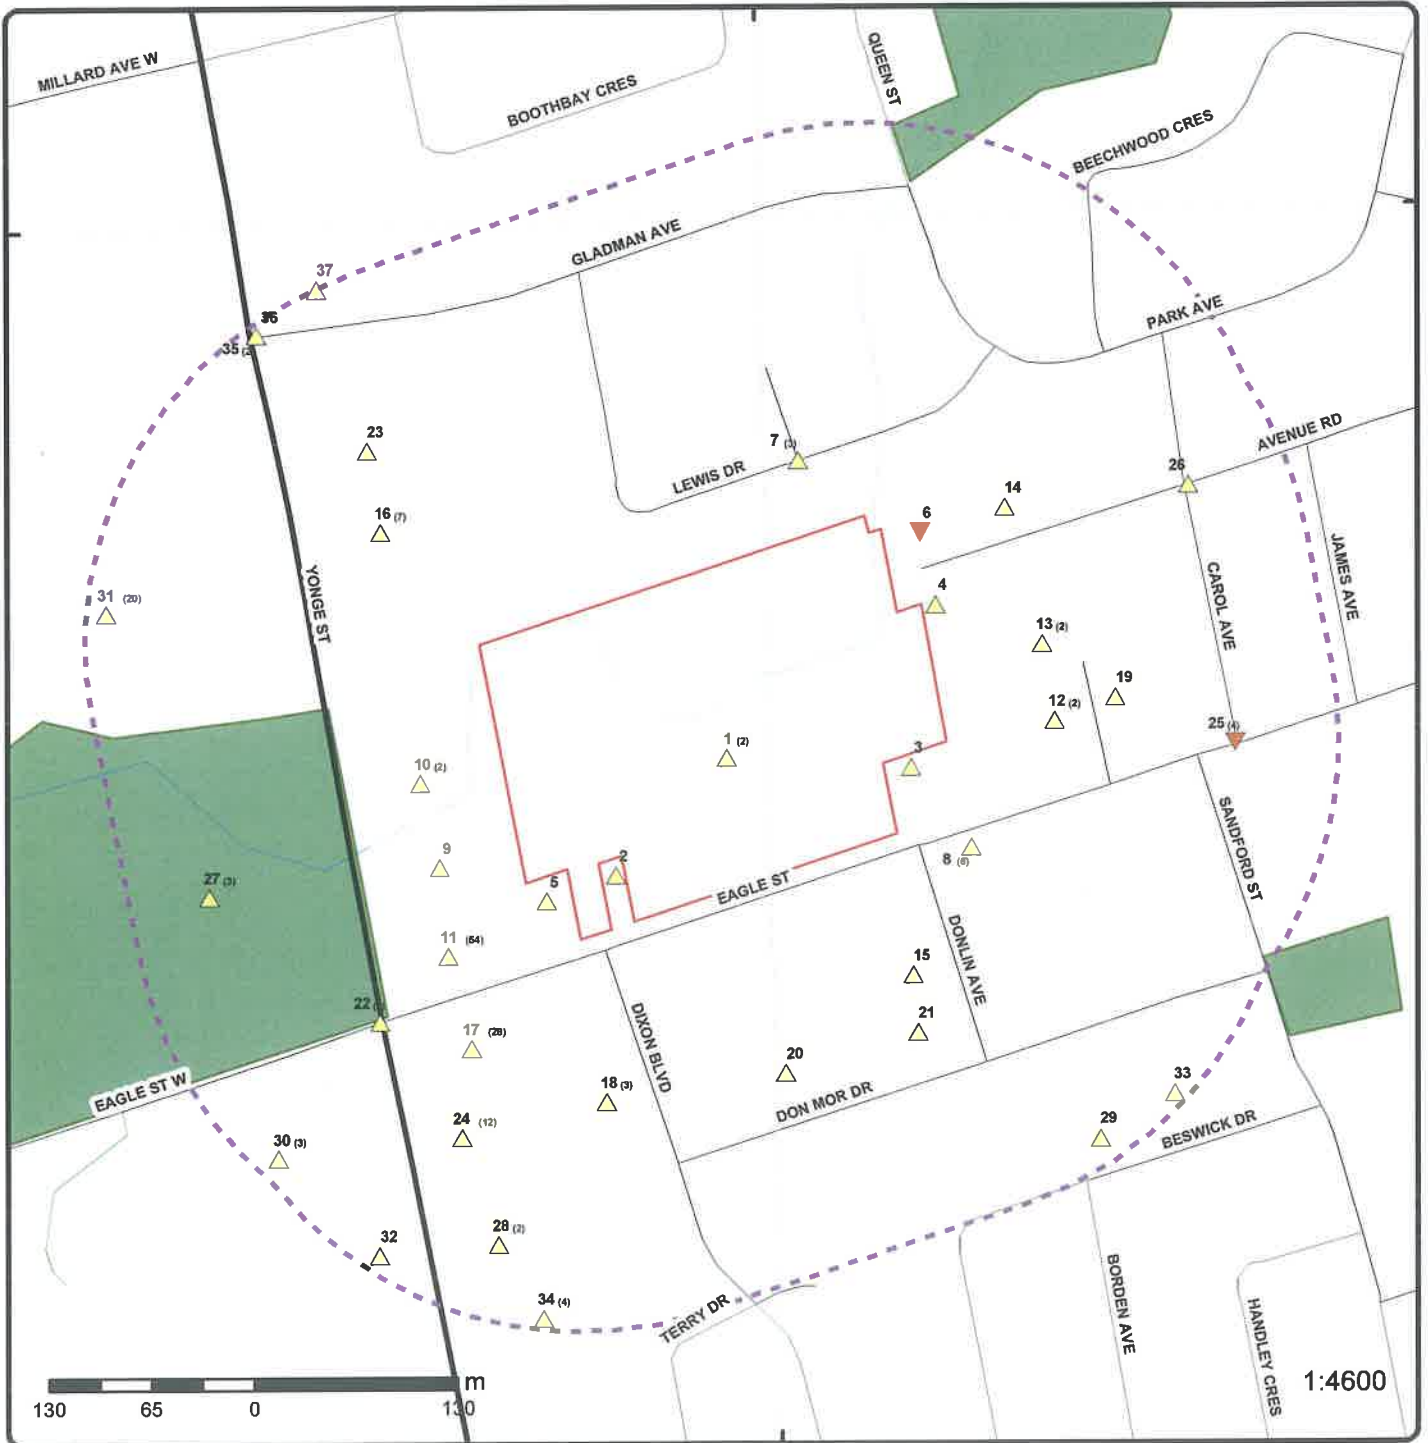 MILLARD AVE W
BOOTHBAY CRES
QUEEN ST
BEECHWOOD CRES
GLADMAN AVE
37
PARK AVE
36
35
23
7 (3)
AVENUE RD
LEWIS DR
26
14
16 (7)
6
JAMES AVE
YONGE ST
CAROL AVE
31 (20)
4
13 (2)
19
12 (2)
25 (4)
1 (2)
3
10 (2)
SANDFORD ST
9
2
8 (6)
27 (3)
5
EAGLE ST
11 (64)
DONLIN AVE
15
22
DIXON BLVD
17 (28)
21
20
33
EAGLE ST W
18 (3)
DON MOR DR
24 (12)
29
BESWICK DR
30 (3)
28 (2)
32
BORDEN AVE
34 (4)
TERRY DR
HANDLEY CRES
m
1:4600
130 65 0 130